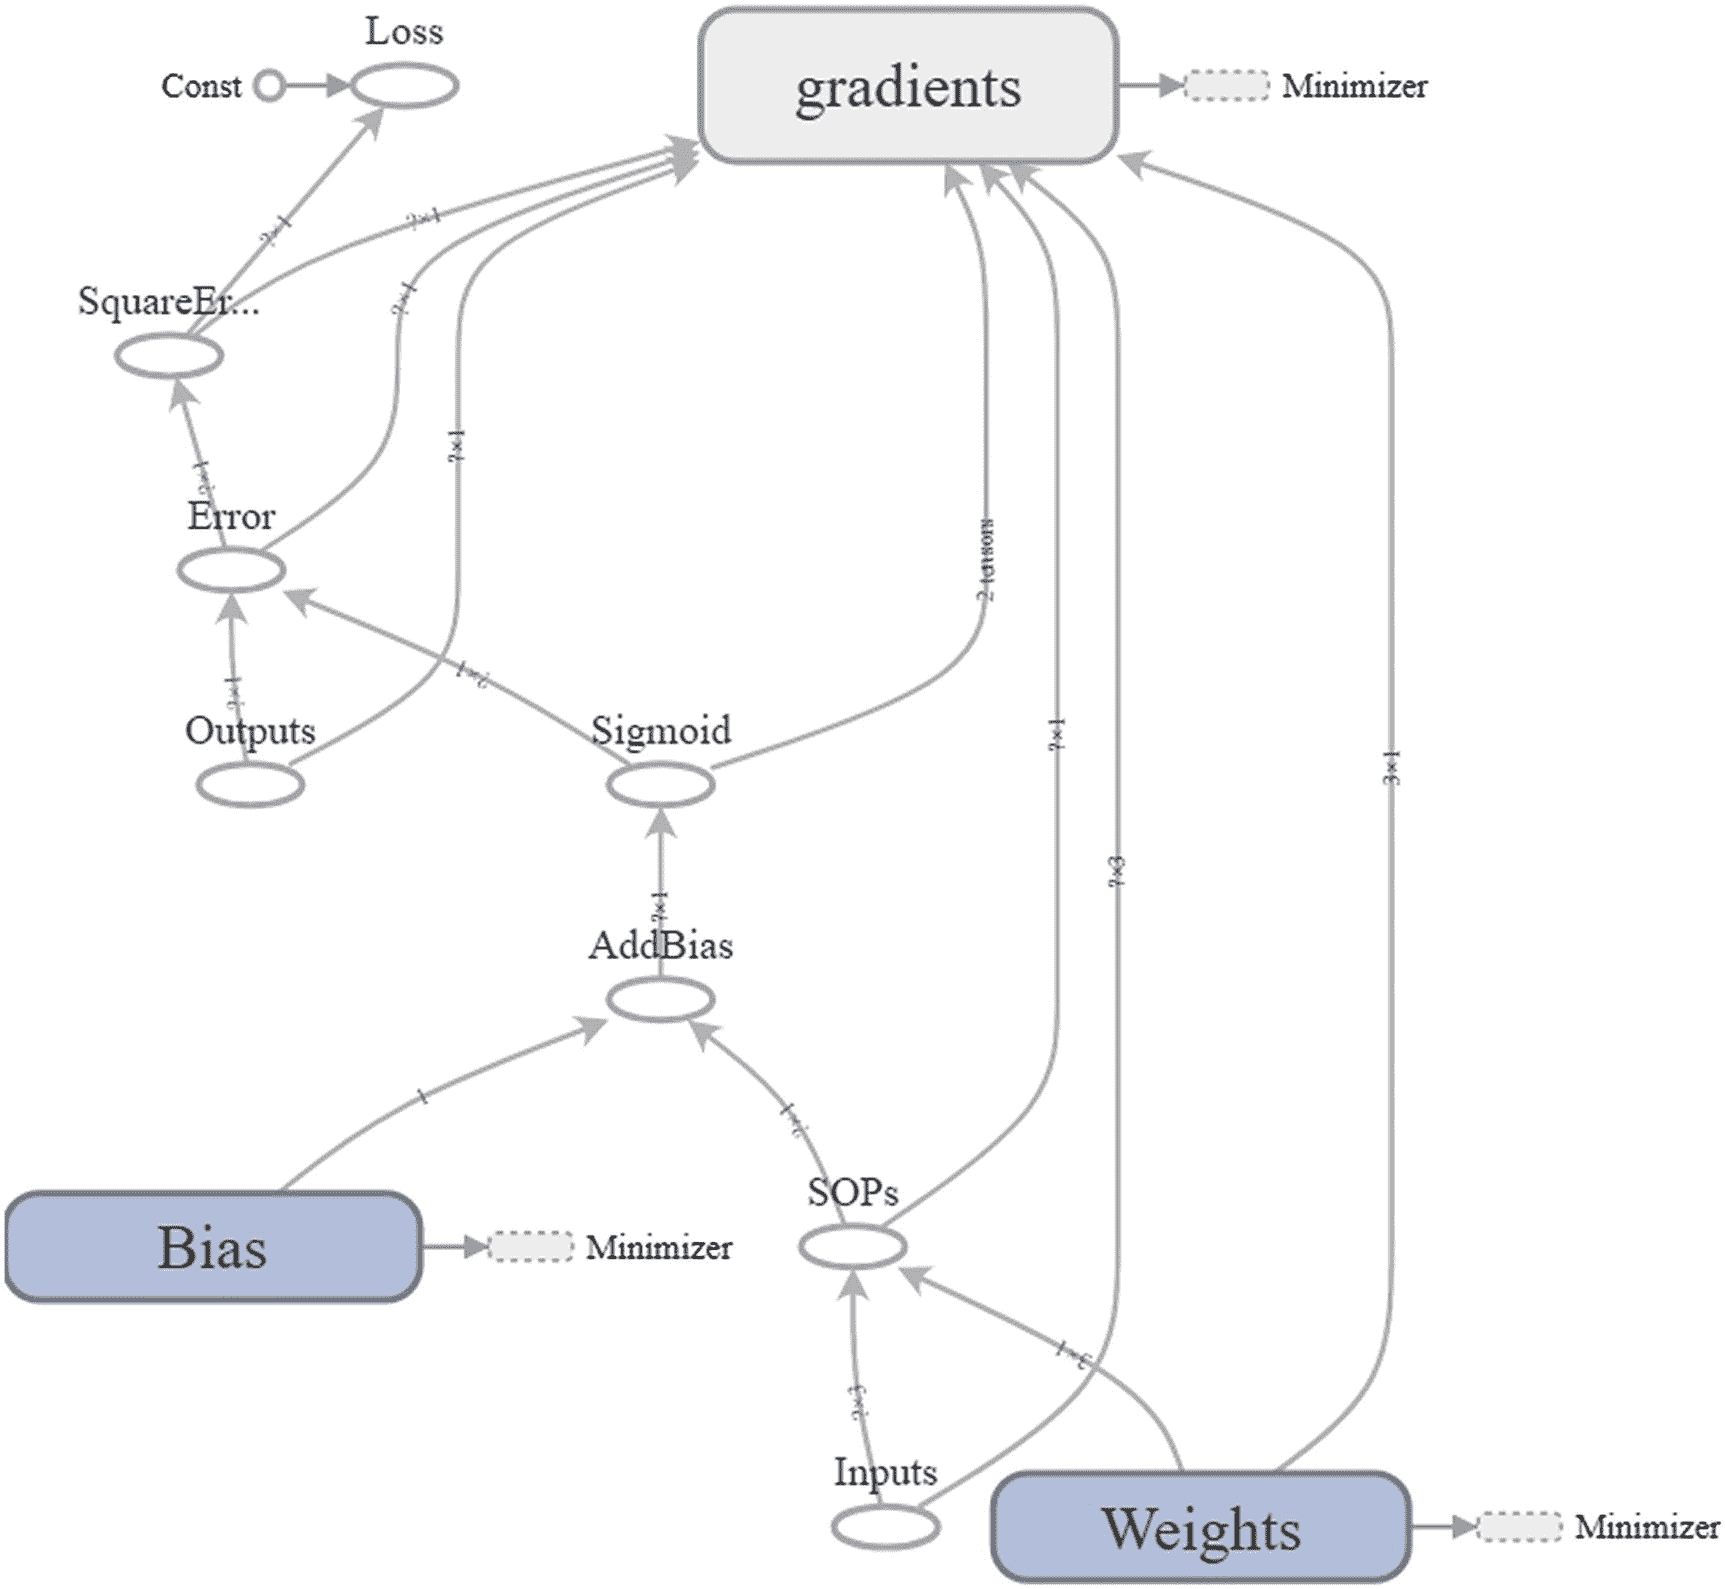 Loss
Const
gradients
Minimizer
?×1
?×1
SquareEr...
?×1
?×1
?×1
Error
2 tensors
?×1
?×1
Outputs
Sigmoid
?×1
3×1
?×3
?×1
AddBias
1
?×1
SOPs
Bias
Minimizer
3×1
?×3
Inputs
Weights
Minimizer